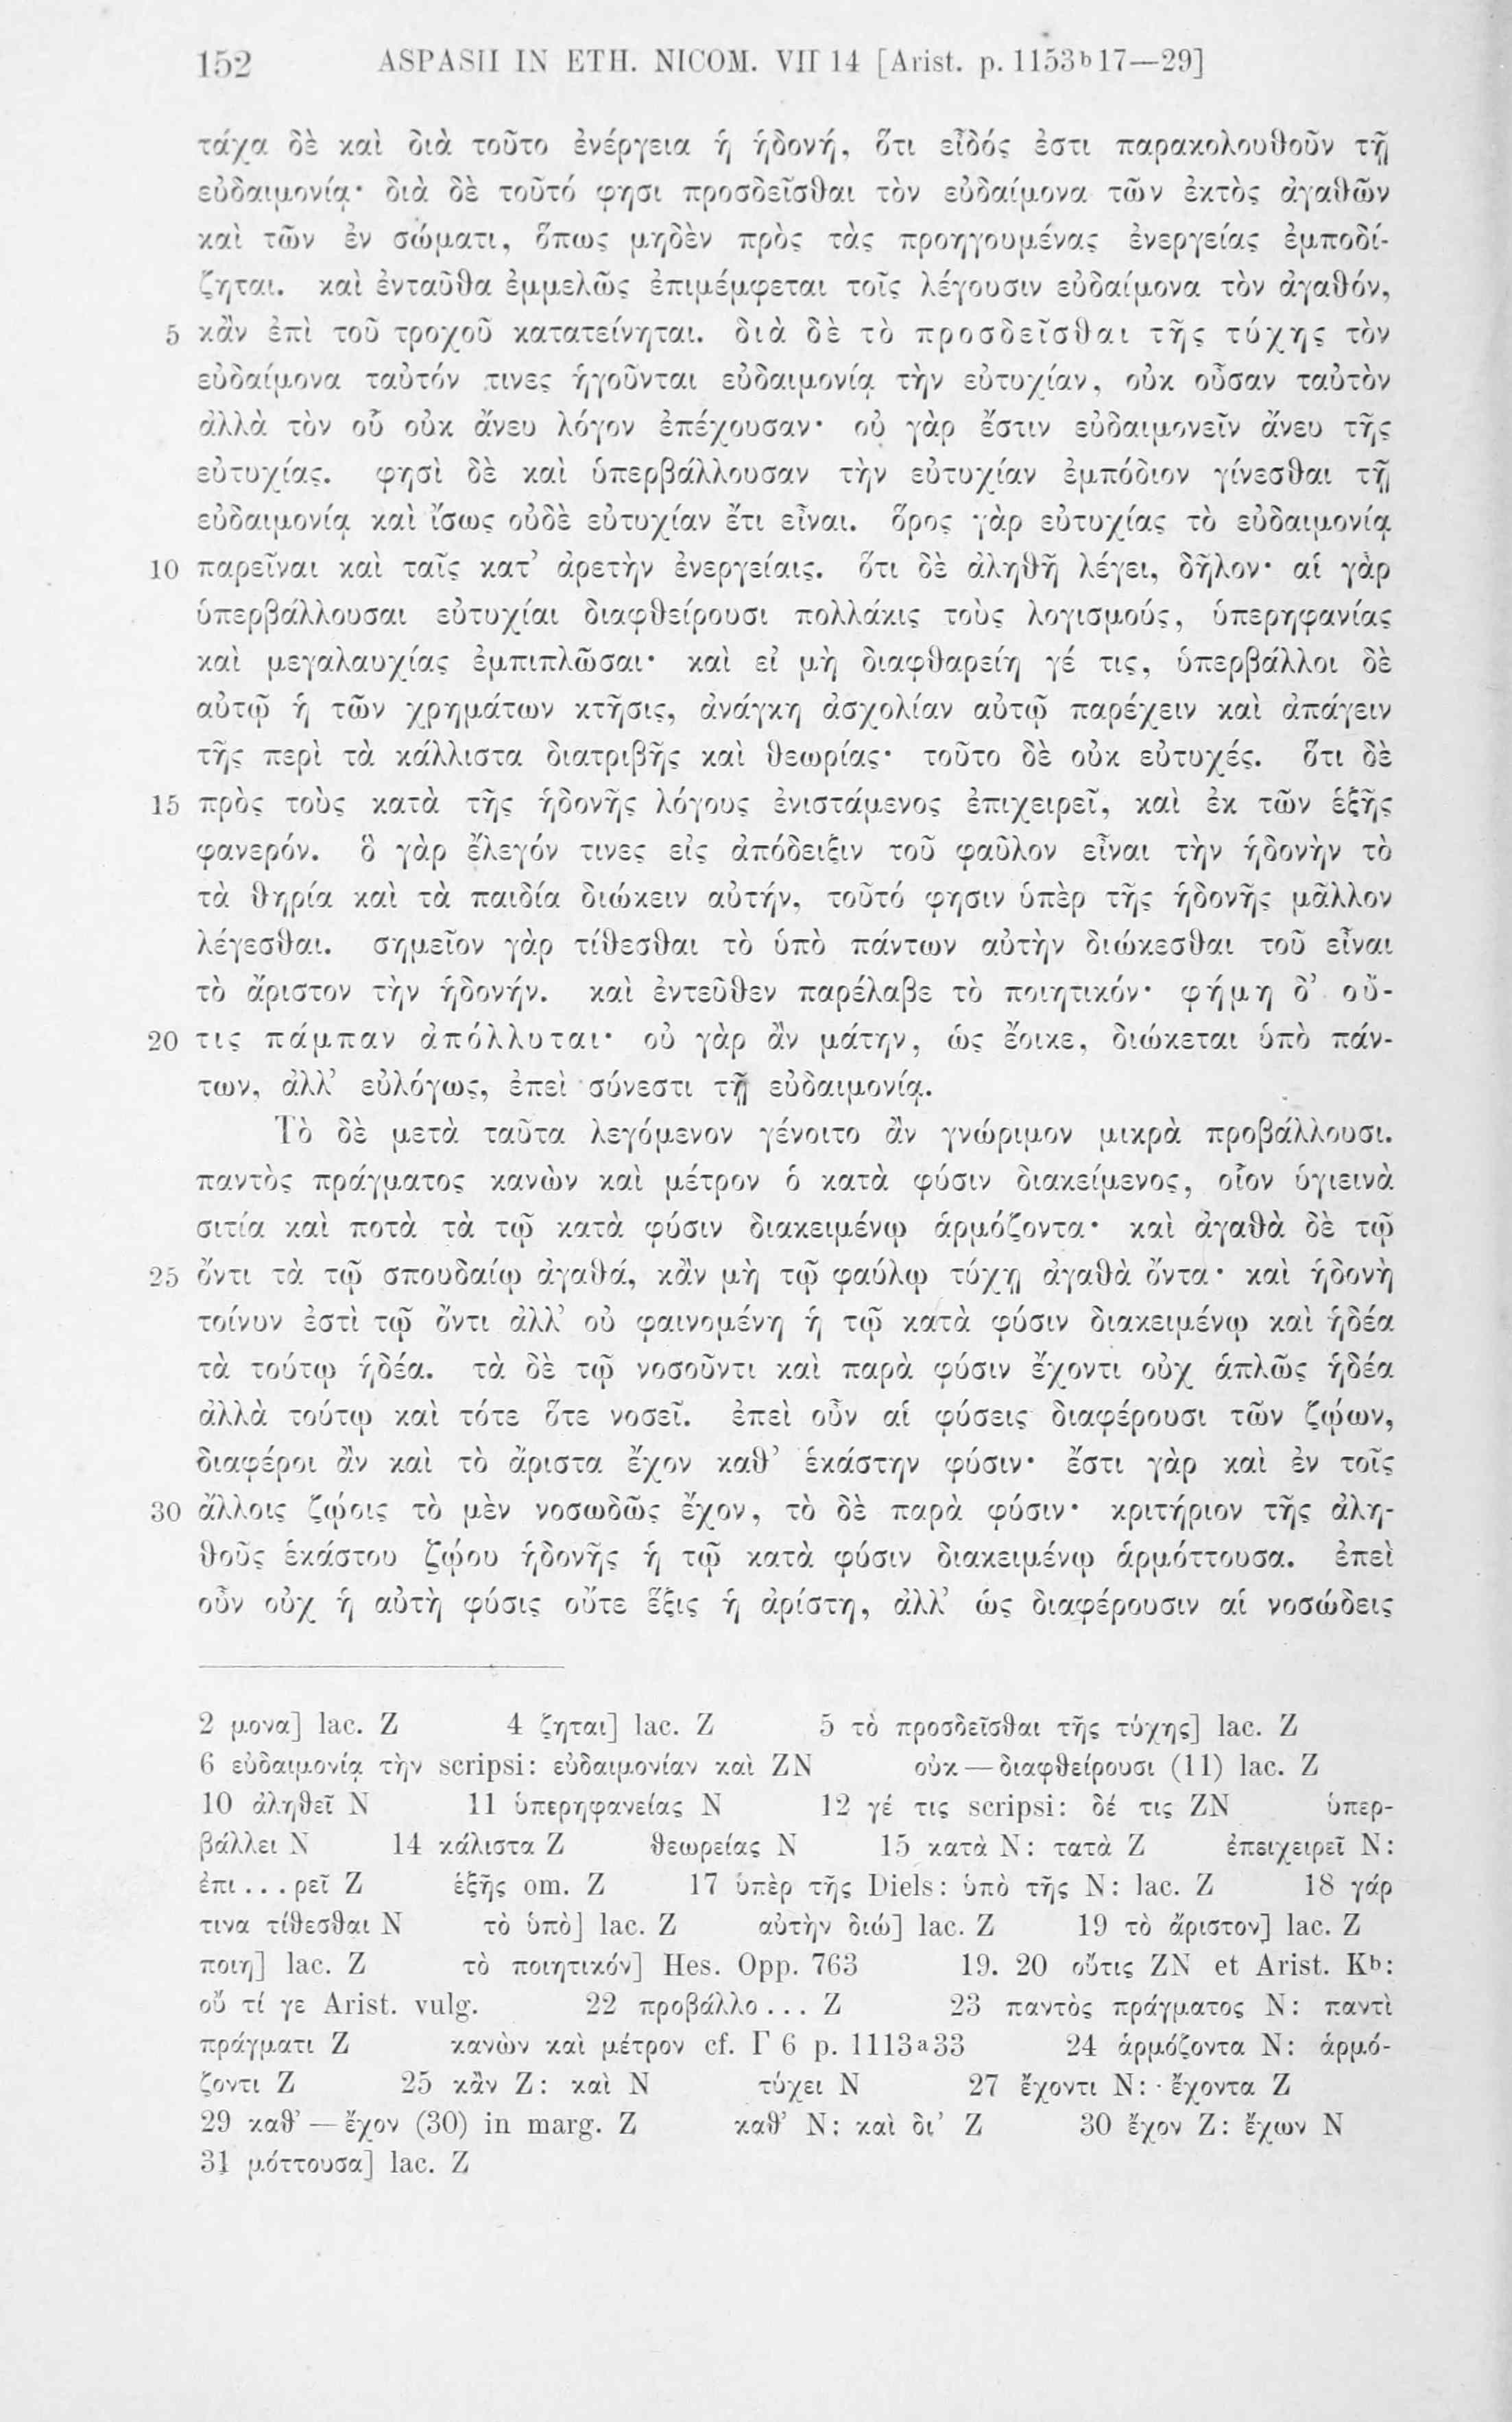 152 ASPASII IN ETH. NICOM. VII 14 [Arist. p. 1153ᵇ17—29]
τάχα δὲ καὶ διὰ τοῦτο ἐνέργεια ἡ ἡδονή, ὅτι εἶδός ἐστι παρακολουθοῦν τῇ
εὐδαιμονίᾳ· διὰ δὲ τοῦτό φησι προσδεῖσθαι τὸν εὐδαίμονα τῶν ἐκτὸς ἀγαθῶν
καὶ τῶν ἐν σώματι, ὅπως μηδὲν πρὸς τὰς προηγουμένας ἐνεργείας ἐμποδί-
ζηται. καὶ ἐνταῦθα ἐμμελῶς ἐπιμέμφεται τοῖς λέγουσιν εὐδαίμονα τὸν ἀγαθόν,
5 κἂν ἐπὶ τοῦ τροχοῦ κατατείνηται. διὰ δὲ τὸ προσδεῖσθαι τῆς τύχης τὸν
εὐδαίμονα ταὐτόν τινες ἡγοῦνται εὐδαιμονίᾳ τὴν εὐτυχίαν, οὐκ οὖσαν ταὐτὸν
ἀλλὰ τὸν οὗ οὐκ ἄνευ λόγον ἐπέχουσαν· οὐ γὰρ ἔστιν εὐδαιμονεῖν ἄνευ τῆς
εὐτυχίας. φησὶ δὲ καὶ ὑπερβάλλουσαν τὴν εὐτυχίαν ἐμπόδιον γίνεσθαι τῇ
εὐδαιμονίᾳ καὶ ἴσως οὐδὲ εὐτυχίαν ἔτι εἶναι. ὅρος γὰρ εὐτυχίας τὸ εὐδαιμονίᾳ
10 παρεῖναι καὶ ταῖς κατ’ ἀρετὴν ἐνεργείαις. ὅτι δὲ ἀληθῆ λέγει, δῆλον· αἱ γὰρ
ὑπερβάλλουσαι εὐτυχίαι διαφθείρουσι πολλάκις τοὺς λογισμούς, ὑπερηφανίας
καὶ μεγαλαυχίας ἐμπιπλῶσαι· καὶ εἰ μὴ διαφθαρείη γέ τις, ὑπερβάλλοι δὲ
αὐτῷ ἡ τῶν χρημάτων κτῆσις, ἀνάγκη ἀσχολίαν αὐτῷ παρέχειν καὶ ἀπάγειν
τῆς περὶ τὰ κάλλιστα διατριβῆς καὶ θεωρίας· τοῦτο δὲ οὐκ εὐτυχές. ὅτι δὲ
15 πρὸς τοὺς κατὰ τῆς ἡδονῆς λόγους ἐνιστάμενος ἐπιχειρεῖ, καὶ ἐκ τῶν ἑξῆς
φανερόν. ὃ γὰρ ἔλεγόν τινες εἰς ἀπόδειξιν τοῦ φαῦλον εἶναι τὴν ἡδονὴν τὸ
τὰ θηρία καὶ τὰ παιδία διώκειν αὐτήν, τοῦτό φησιν ὑπὲρ τῆς ἡδονῆς μᾶλλον
λέγεσθαι. σημεῖον γὰρ τίθεσθαι τὸ ὑπὸ πάντων αὐτὴν διώκεσθαι τοῦ εἶναι
τὸ ἄριστον τὴν ἡδονήν. καὶ ἐντεῦθεν παρέλαβε τὸ ποιητικόν· φήμη δ’ οὔ-
20 τις πάμπαν ἀπόλλυται· οὐ γὰρ ἂν μάτην, ὡς ἔοικε, διώκεται ὑπὸ πάν-
των, ἀλλ’ εὐλόγως, ἐπεὶ σύνεστι τῇ εὐδαιμονίᾳ.
Τὸ δὲ μετὰ ταῦτα λεγόμενον γένοιτο ἂν γνώριμον μικρὰ προβάλλουσι.
παντὸς πράγματος κανὼν καὶ μέτρον ὁ κατὰ φύσιν διακείμενος, οἷον ὑγιεινὰ
σιτία καὶ ποτὰ τὰ τῷ κατὰ φύσιν διακειμένῳ ἁρμόζοντα· καὶ ἀγαθὰ δὲ τῷ
25 ὄντι τὰ τῷ σπουδαίῳ ἀγαθά, κἂν μὴ τῷ φαύλῳ τύχῃ ἀγαθὰ ὄντα· καὶ ἡδονὴ
τοίνυν ἐστὶ τῷ ὄντι ἀλλ’ οὐ φαινομένη ἡ τῷ κατὰ φύσιν διακειμένῳ καὶ ἡδέα
τὰ τούτῳ ἡδέα. τὰ δὲ τῷ νοσοῦντι καὶ παρὰ φύσιν ἔχοντι οὐχ ἁπλῶς ἡδέα
ἀλλὰ τούτῳ καὶ τότε ὅτε νοσεῖ. ἐπεὶ οὖν αἱ φύσεις διαφέρουσι τῶν ζῴων,
διαφέροι ἂν καὶ τὸ ἄριστα ἔχον καθ’ ἑκάστην φύσιν· ἔστι γὰρ καὶ ἐν τοῖς
30 ἄλλοις ζῴοις τὸ μὲν νοσωδῶς ἔχον, τὸ δὲ παρὰ φύσιν· κριτήριον τῆς ἀλη-
θοῦς ἑκάστου ζῴου ἡδονῆς ἡ τῷ κατὰ φύσιν διακειμένῳ ἁρμόττουσα. ἐπεὶ
οὖν οὐχ ἡ αὐτὴ φύσις οὔτε ἕξις ἡ ἀρίστη, ἀλλ’ ὡς διαφέρουσιν αἱ νοσώδεις
2 μονα] lac. Z 4 ζηται] lac. Z 5 τὸ προσδεῖσθαι τῆς τύχης] lac. Z
6 εὐδαιμονίᾳ τὴν scripsi: εὐδαιμονίαν καὶ ZN οὐκ — διαφθείρουσι (11) lac. Z
10 ἀληθεῖ N 11 ὑπερηφανείας N 12 γέ τις scripsi: δέ τις ZN ὑπερ-
βάλλει N 14 κάλιστα Z θεωρείας N 15 κατὰ N: τατὰ Z ἐπειχειρεῖ N:
ἐπι . . . ρεῖ Z ἑξῆς om. Z 17 ὑπὲρ τῆς Diels: ὑπὸ τῆς N: lac. Z 18 γάρ
τινα τίθεσθαι N τὸ ὑπὸ] lac. Z αὐτὴν διώ] lac. Z 19 τὸ ἄριστον] lac. Z
ποιη] lac. Z τὸ ποιητικόν] Hes. Opp. 763 19. 20 οὔτις ZN et Arist. Kᵇ:
οὔ τί γε Arist. vulg. 22 προβάλλο . . . Z 23 παντὸς πράγματος N: παντὶ
πράγματι Z κανὼν καὶ μέτρον cf. Γ 6 p. 1113ᵃ33 24 ἁρμόζοντα N: ἁρμό-
ζοντι Z 25 κἂν Z: καὶ N τύχει N 27 ἔχοντι N: ἔχοντα Z
29 καθ’ — ἔχον (30) in marg. Z καθ’ N: καὶ δι’ Z 30 ἔχον Z: ἔχων N
31 μόττουσα] lac. Z